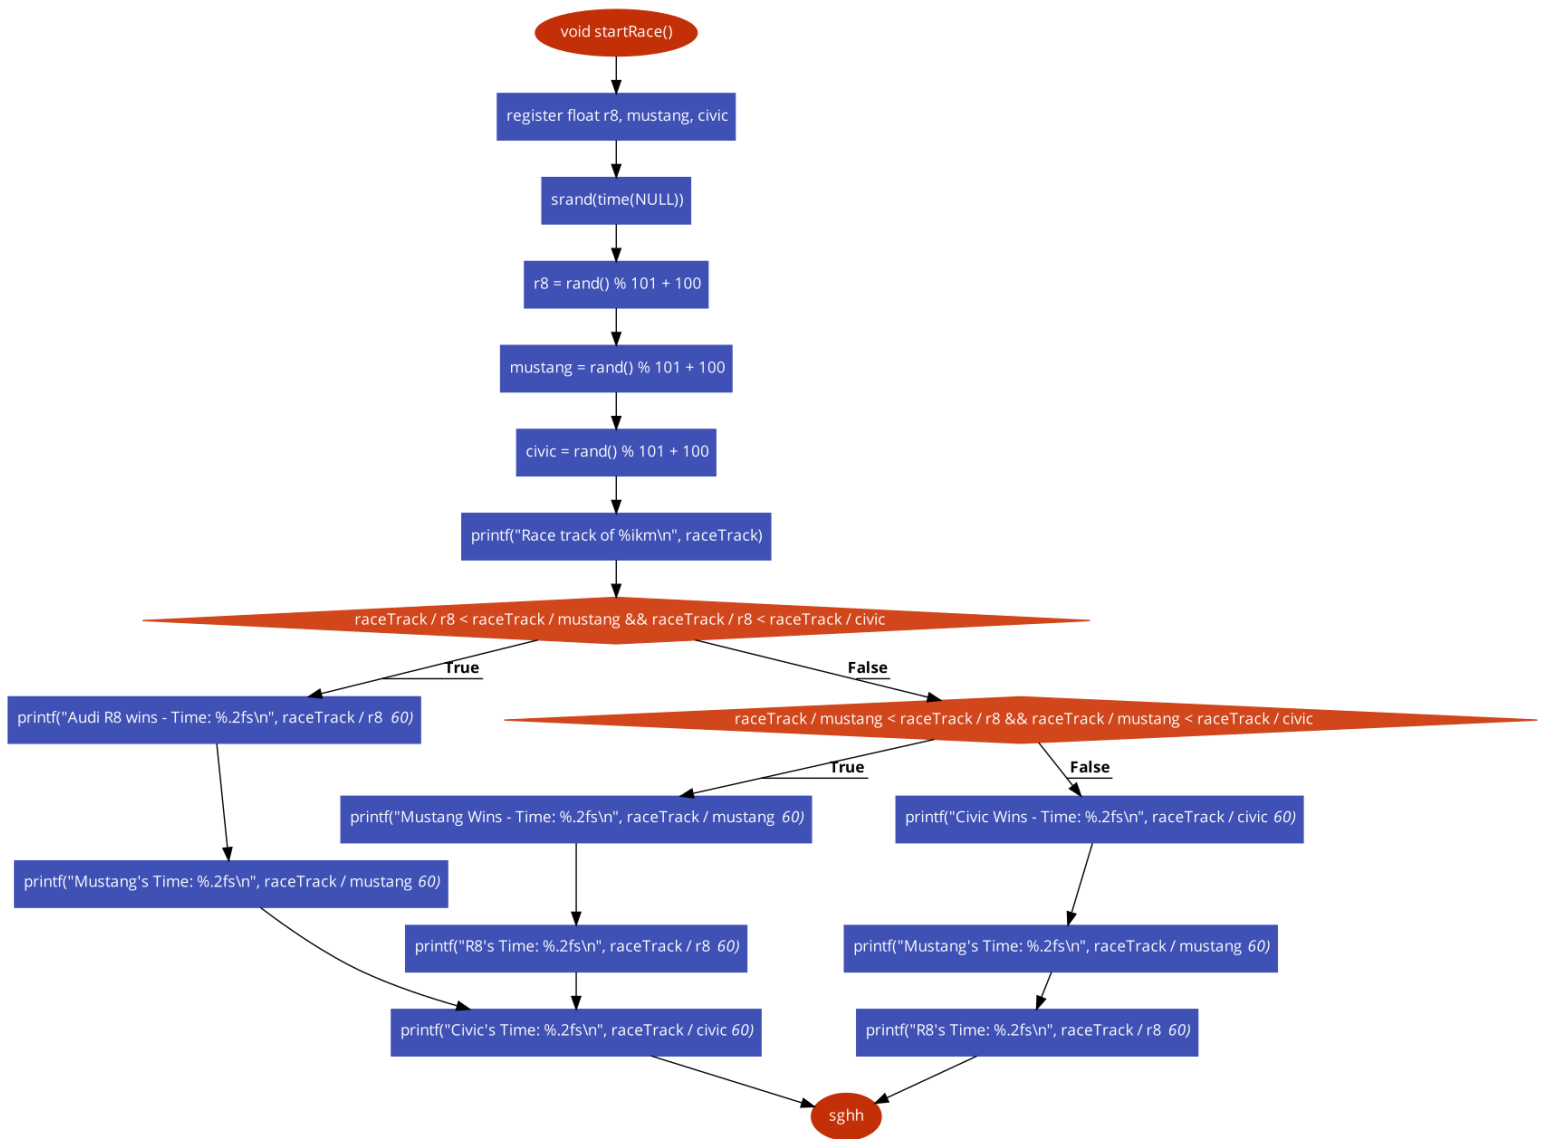 void startRace()
register float r8, mustang, civic
srand(time(NULL))
r8 = rand() % 101 + 100
mustang = rand() % 101 + 100
civic = rand() % 101 + 100
printf("Race track of %ikm\n", raceTrack)
raceTrack / r8 < raceTrack / mustang && raceTrack / r8 < raceTrack / civic
True
False
printf("Audi R8 wins - Time: %.2fs\n", raceTrack / r8 60)
raceTrack / mustang < raceTrack / r8 && raceTrack / mustang < raceTrack / civic
True
False
printf("Mustang Wins - Time: %.2fs\n", raceTrack / mustang 60)
printf("Civic Wins - Time: %.2fs\n", raceTrack / civic 60)
printf("Mustang's Time: %.2fs\n", raceTrack / mustang 60)
printf("R8's Time: %.2fs\n", raceTrack / r8 60)
printf("Mustang's Time: %.2fs\n", raceTrack / mustang 60)
printf("Civic's Time: %.2fs\n", raceTrack / civic 60)
printf("R8's Time: %.2fs\n", raceTrack / r8 60)
sghh